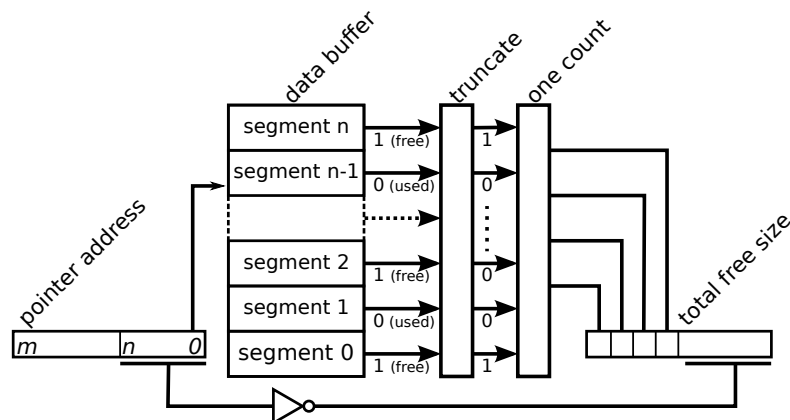 data buffer
truncate
one count
segment n
1 (free)
1
segment n-1
0 (used)
0
pointer address
total free size
segment 2
1 (free)
0
segment 1
0 (used)
0
m
n
0
segment 0
1 (free)
1